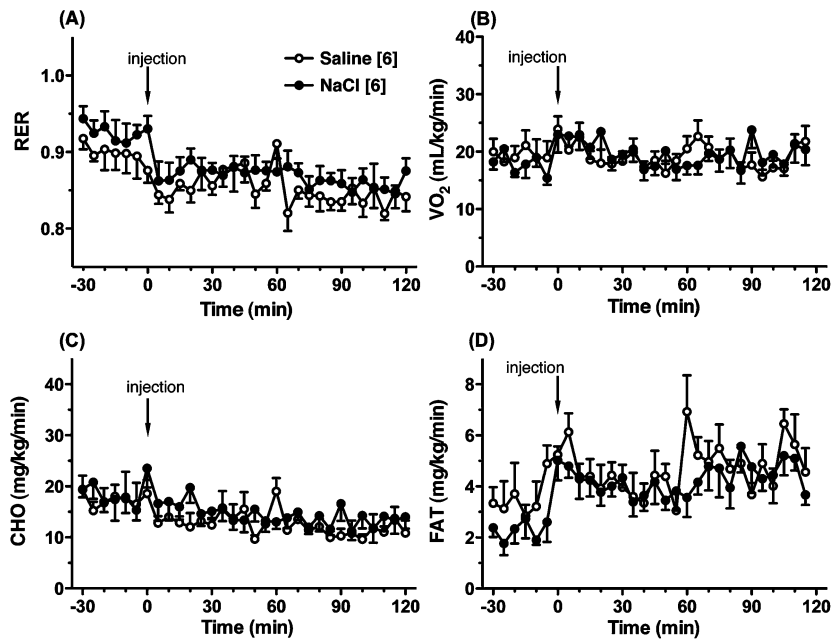 (A)
injection
Saline [6]
NaCl [6]
RER
1.0
0.9
0.8
-30 0 30 60 90 120
Time (min)
(B)
injection
VO2 (mL/kg/min)
40
30
20
10
0
-30 0 30 60 90 120
Time (min)
(C)
injection
CHO (mg/kg/min)
40
30
20
10
0
-30 0 30 60 90 120
Time (min)
(D)
injection
FAT (mg/kg/min)
8
6
4
2
0
-30 0 30 60 90 120
Time (min)